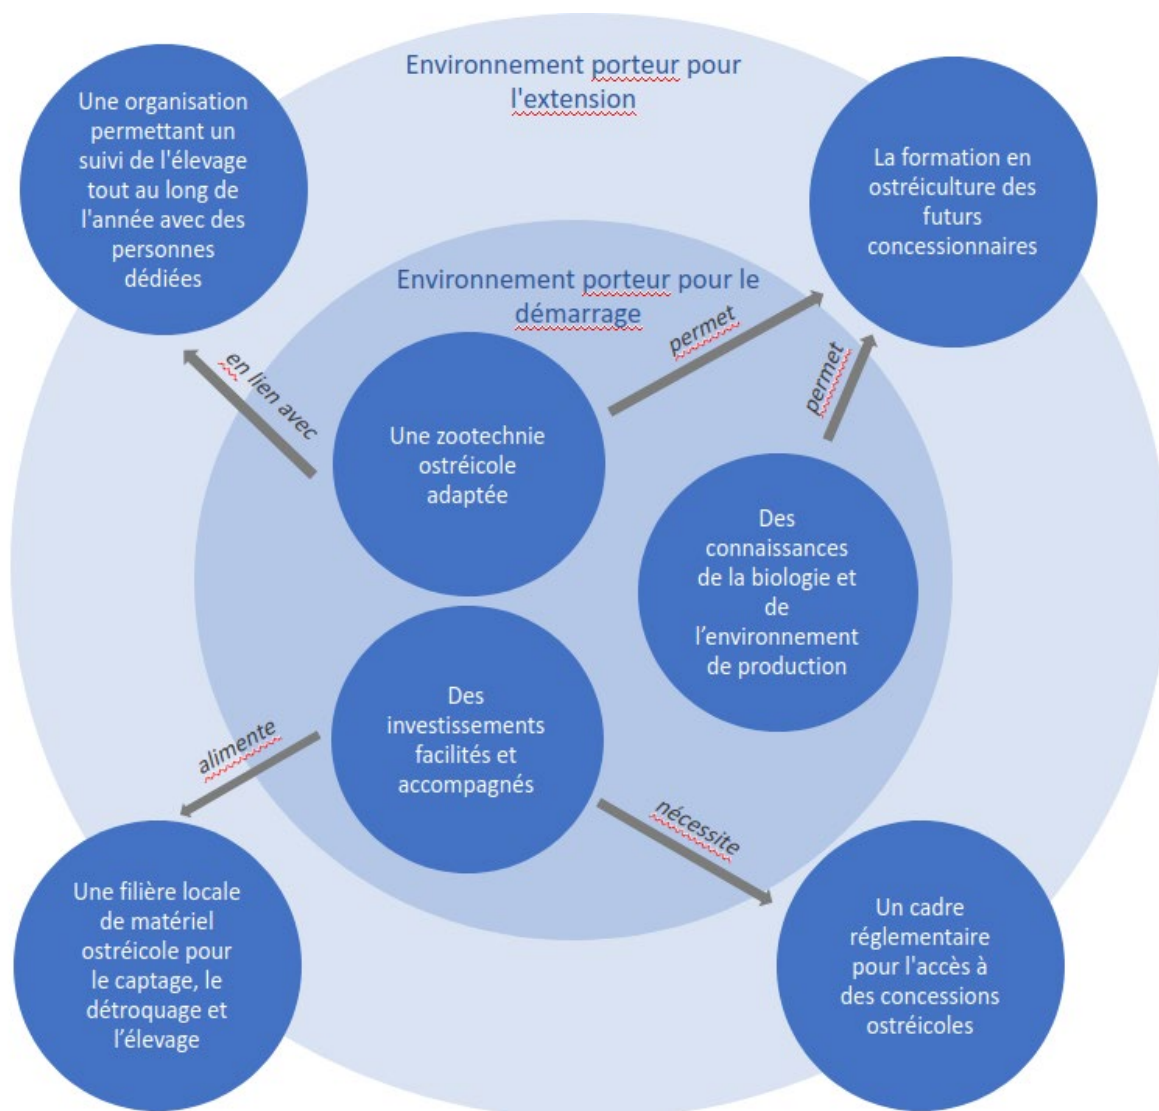 Environnement porteur pour
l'extension
Une organisation
permettant un
suivi de l'élevage
tout au long de
l'année avec des
personnes
dédiées
La formation en
ostréiculture des
futurs
concessionnaires
Environnement porteur pour le
démarrage
permet
permet
en lien avec
Une zootechnie
ostréicole
adaptée
Des
connaissances
de la biologie et
de
l’environnement
de production
Des
investissements
facilités et
accompagnés
alimente
nécessite
Une filière locale
de matériel
ostréicole pour
le captage, le
détroquage et
l’élevage
Un cadre
réglementaire
pour l'accès à
des concessions
ostréicoles